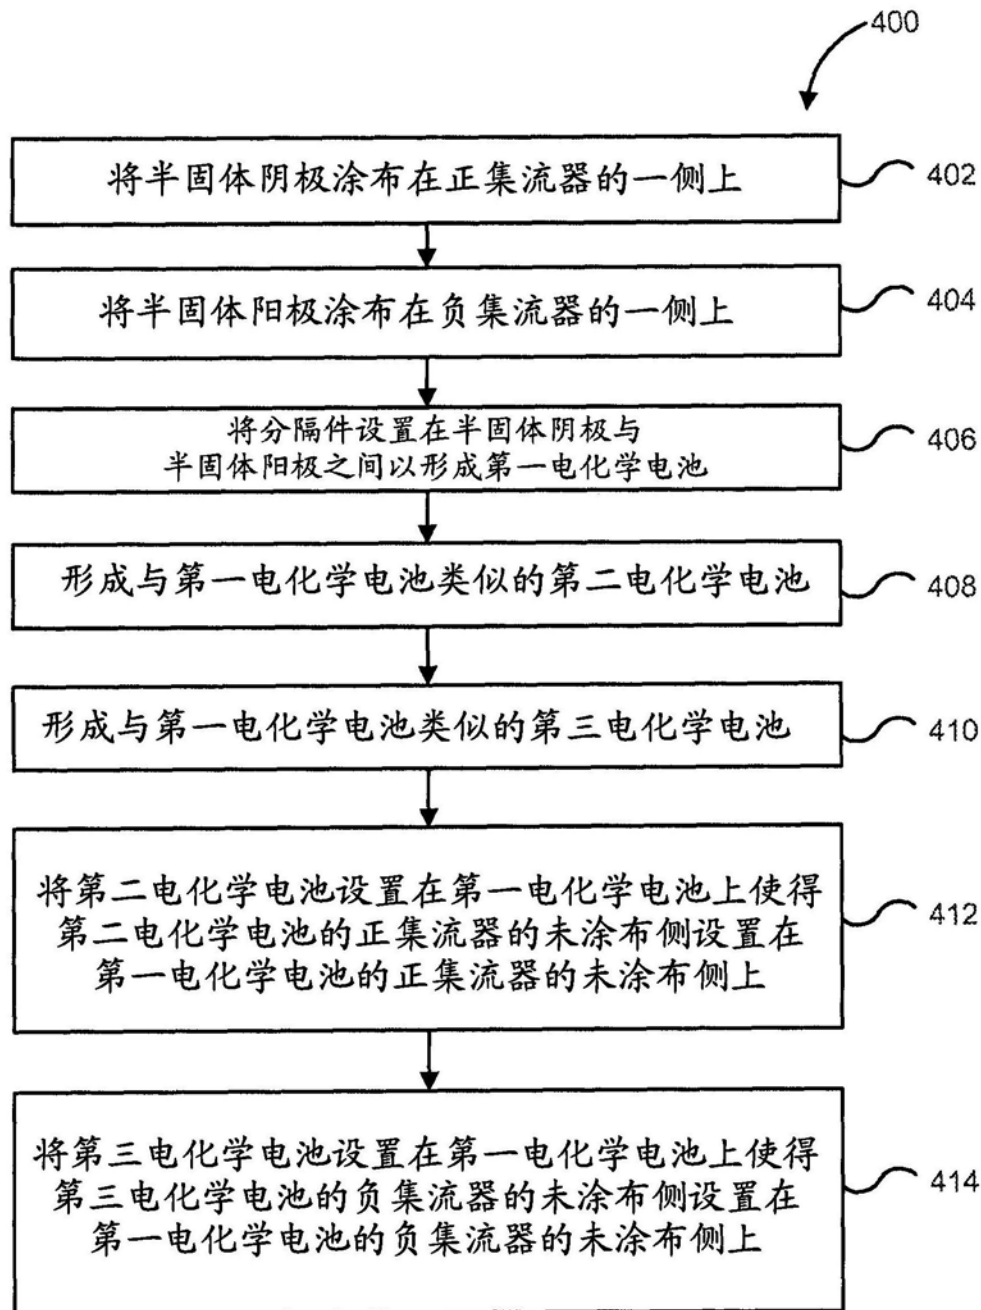 400
将半固体阴极涂布在正集流器的一侧上
402
将半固体阳极涂布在负集流器的一侧上
404
将分隔件设置在半固体阴极与
半固体阳极之间以形成第一电化学电池
406
形成与第一电化学电池类似的第二电化学电池
408
形成与第一电化学电池类似的第三电化学电池
410
将第二电化学电池设置在第一电化学电池上使得
第二电化学电池的正集流器的未涂布侧设置在
第一电化学电池的正集流器的未涂布侧上
412
将第三电化学电池设置在第一电化学电池上使得
第三电化学电池的负集流器的未涂布侧设置在
第一电化学电池的负集流器的未涂布侧上
414